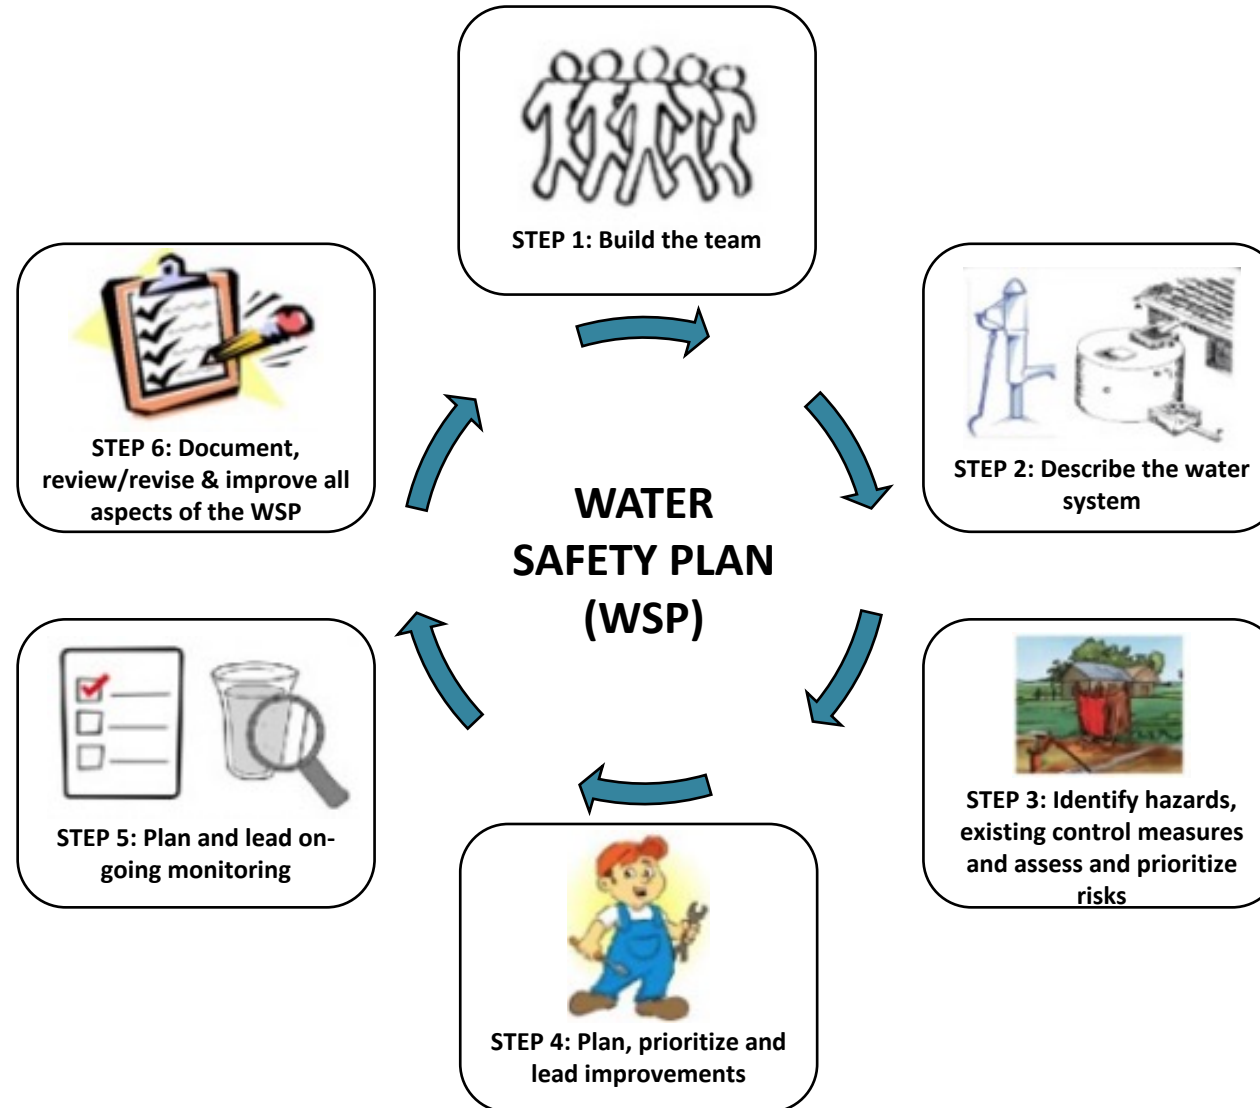 STEP 1: Build the team
STEP 2: Describe the water
system
STEP 3: Identify hazards,
existing control measures
and assess and prioritize
risks
STEP 4: Plan, prioritize and
lead improvements
STEP 5: Plan and lead on-
going monitoring
STEP 6: Document,
review/revise & improve all
aspects of the WSP
WATER
SAFETY PLAN
(WSP)